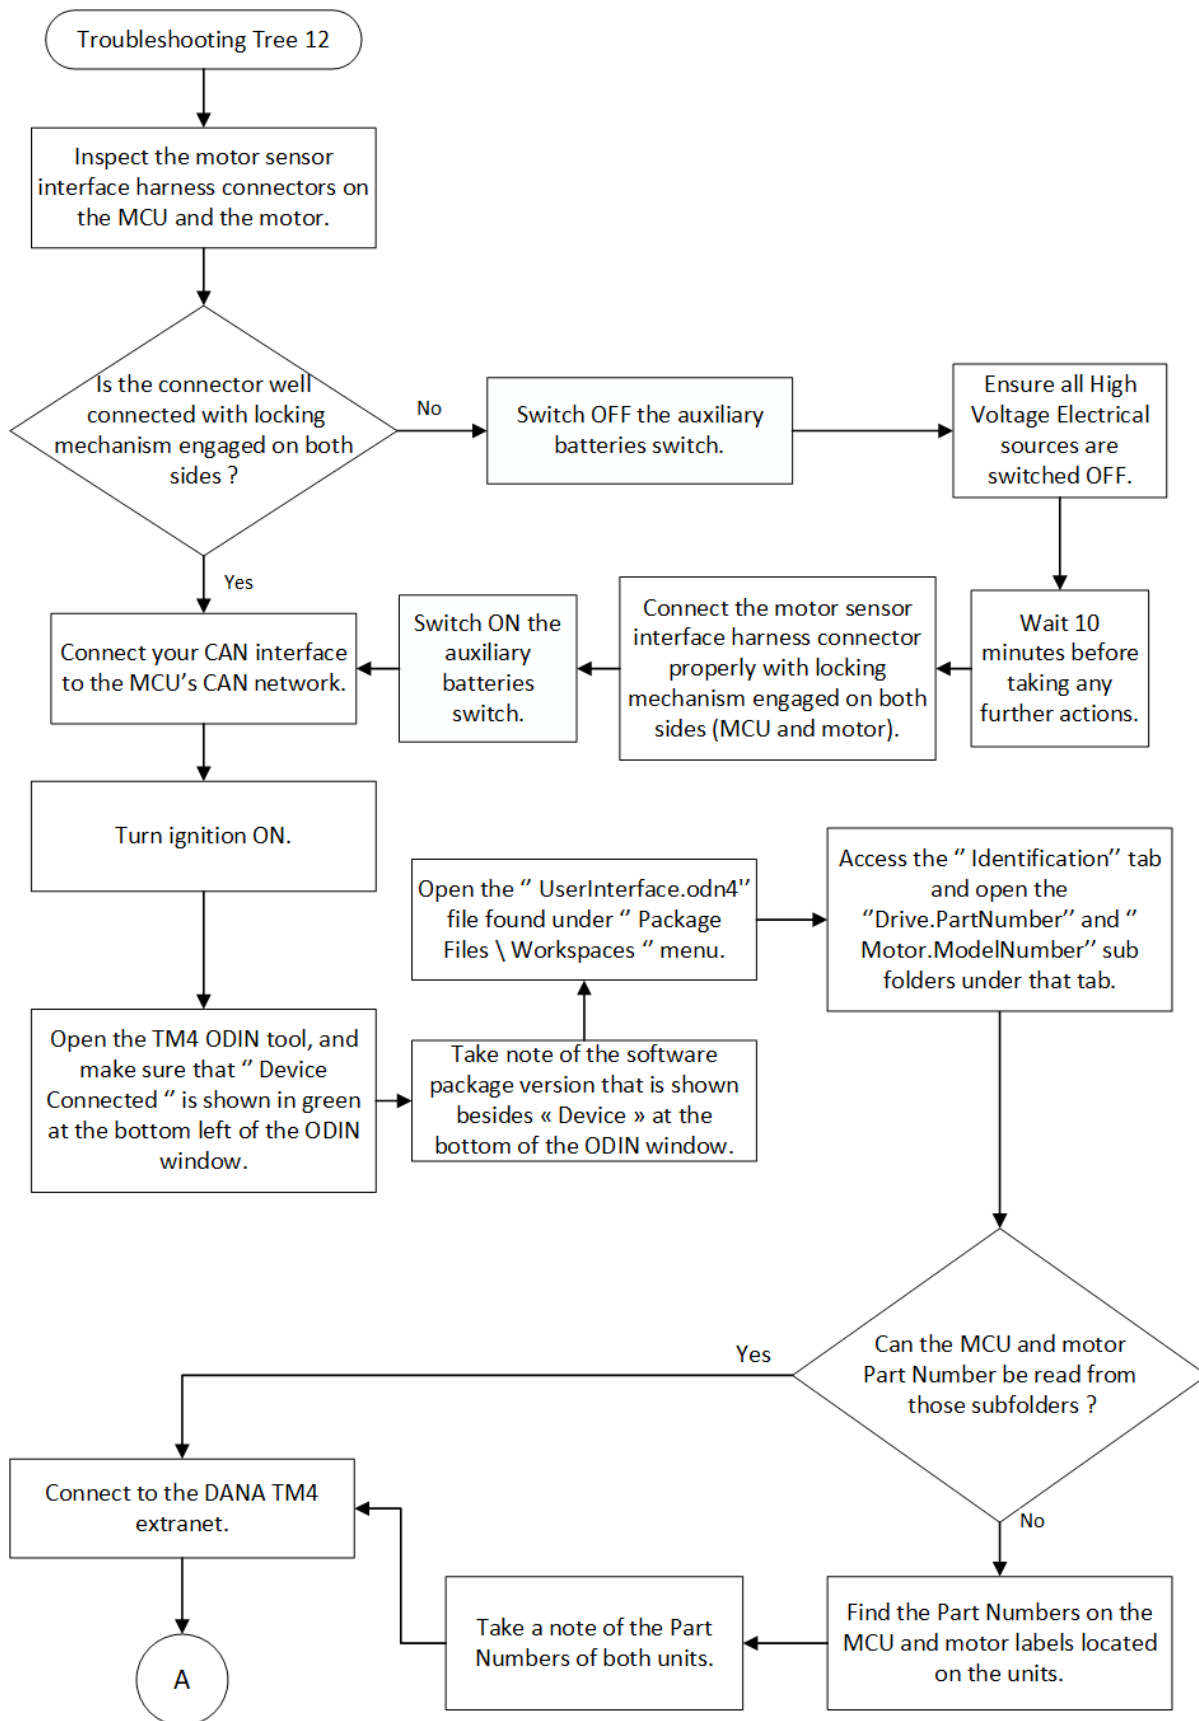 Troubleshooting Tree 12
Inspect the motor sensor
interface harness connectors on
the MCU and the motor.
Is the connector well
connected with locking
mechanism engaged on both
sides ?
No
Switch OFF the auxiliary
batteries switch.
Ensure all High
Voltage Electrical
sources are
switched OFF.
Wait 10
minutes before
taking any
further actions.
Connect the motor sensor
interface harness connector
properly with locking
mechanism engaged on both
sides (MCU and motor).
Switch ON the
auxiliary
batteries
switch.
Yes
Connect your CAN interface
to the MCU’s CAN network.
Turn ignition ON.
Open the TM4 ODIN tool, and
make sure that “ Device
Connected “ is shown in green
at the bottom left of the ODIN
window.
Take note of the software
package version that is shown
besides « Device » at the
bottom of the ODIN window.
Open the “ UserInterface.odn4”
file found under “ Package
Files \ Workspaces “ menu.
Access the “ Identification” tab
and open the
“Drive.PartNumber” and “
Motor.ModelNumber” sub
folders under that tab.
Can the MCU and motor
Part Number be read from
those subfolders ?
Yes
No
Find the Part Numbers on the
MCU and motor labels located
on the units.
Take a note of the Part
Numbers of both units.
Connect to the DANA TM4
extranet.
A